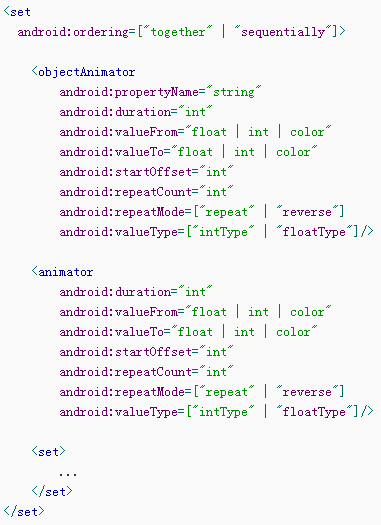 <set
  android:ordering=["together" | "sequentially"]>

    <objectAnimator
        android:propertyName="string"
        android:duration="int"
        android:valueFrom="float | int | color"
        android:valueTo="float | int | color"
        android:startOffset="int"
        android:repeatCount="int"
        android:repeatMode=["repeat" | "reverse"]
        android:valueType=["intType" | "floatType"]/>

    <animator
        android:duration="int"
        android:valueFrom="float | int | color"
        android:valueTo="float | int | color"
        android:startOffset="int"
        android:repeatCount="int"
        android:repeatMode=["repeat" | "reverse"]
        android:valueType=["intType" | "floatType"]/>

    <set>
        ...
    </set>
</set>